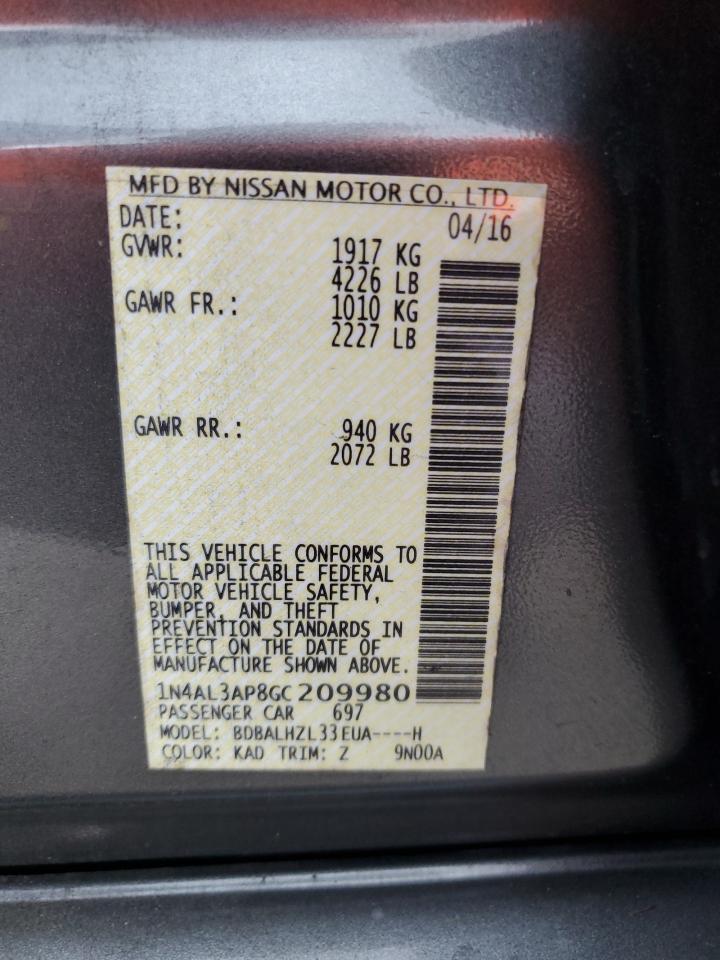 MFD BY NISSAN MOTOR CO., LTD.
DATE: 04/16
GVWR: 1917 KG
4226 LB
GAWR FR.: 1010 KG
2227 LB
GAWR RR.: 940 KG
2072 LB
THIS VEHICLE CONFORMS TO
ALL APPLICABLE FEDERAL
MOTOR VEHICLE SAFETY,
BUMPER, AND THEFT
PREVENTION STANDARDS IN
EFFECT ON THE DATE OF
MANUFACTURE SHOWN ABOVE.
1N4AL3AP8GC209980
PASSENGER CAR 697
MODEL: BDBALHZL33EUA----H
COLOR: KAD TRIM: Z 9N00A